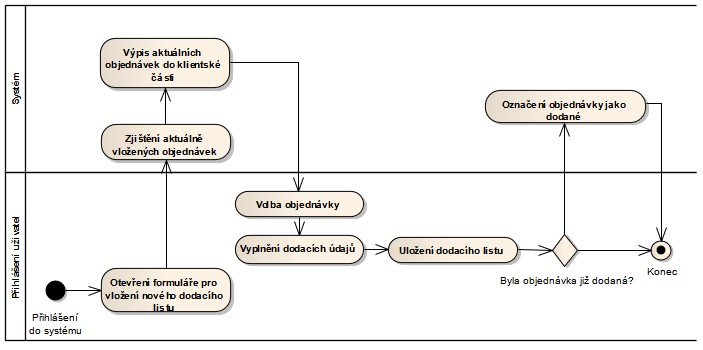 Systém
Výpis aktuálních
objednávek do klientské
části
Zjištění aktuálně
vložených objednávek
Označení objednávky jako
dodané
Přihlášení uživatel
Otevření formuláře pro
vložení nového dodacího
listu
Přihlášení
do systému
Volba objednávky
Vyplnění dodacích údajů
Uložení dodacího listu
Byla objednávka již dodaná?
Konec